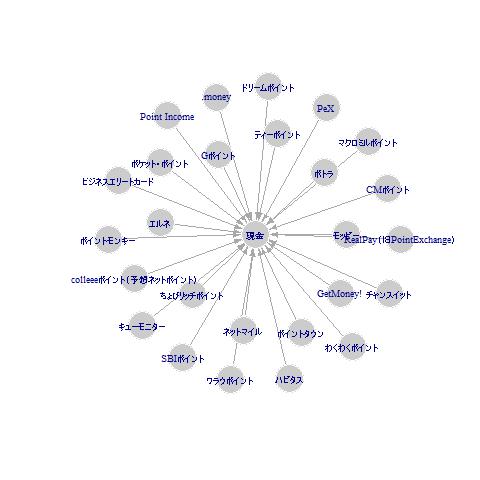 ドリームポイント
.money
PeX
Point Income
ティーポイント
マクロミルポイント
Gポイント
ポケット・ポイント
ポトラ
ビジネスエリートカード
CMポイント
エルネ
現金
モッピー
RealPay(旧PointExchange)
ポイントモンキー
colleeeポイント(予想ネットポイント)
ちょびリッチポイント
GetMoney!
チャンスイット
キューモニター
ネットマイル
ポイントタウン
わくわくポイント
SBIポイント
ワラウポイント
ハピタス